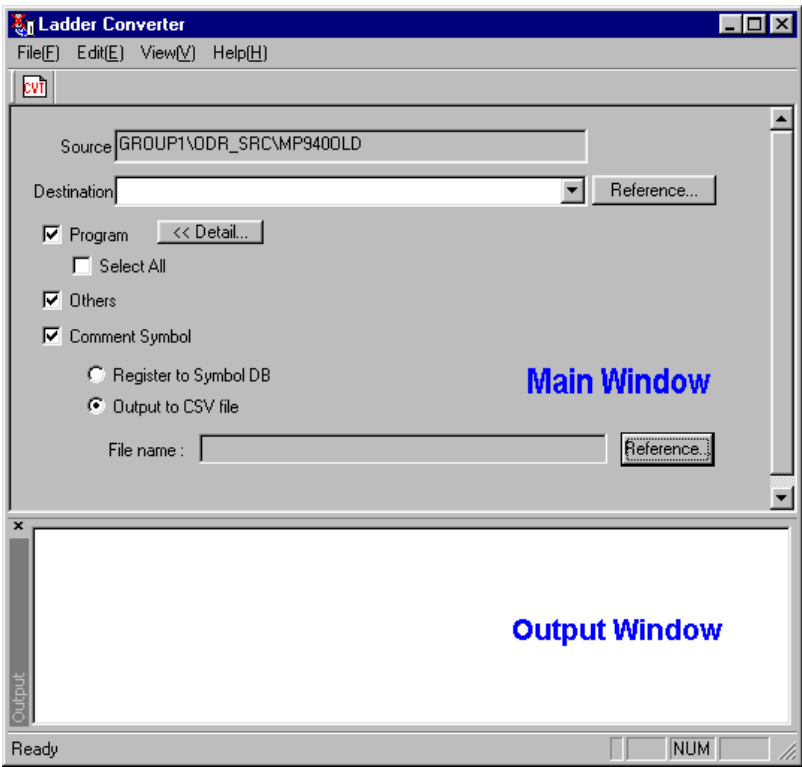 Ladder Converter
File(F) Edit(E) View(V) Help(H)
CVT
Source GROUP1\ODR_SRC\MP940OLD
Destination Reference...
Program << Detail...
Select All
Others
Comment Symbol
Register to Symbol DB
Main Window
Output to CSV file
File name : Reference...
Output Window
Output
Ready NUM